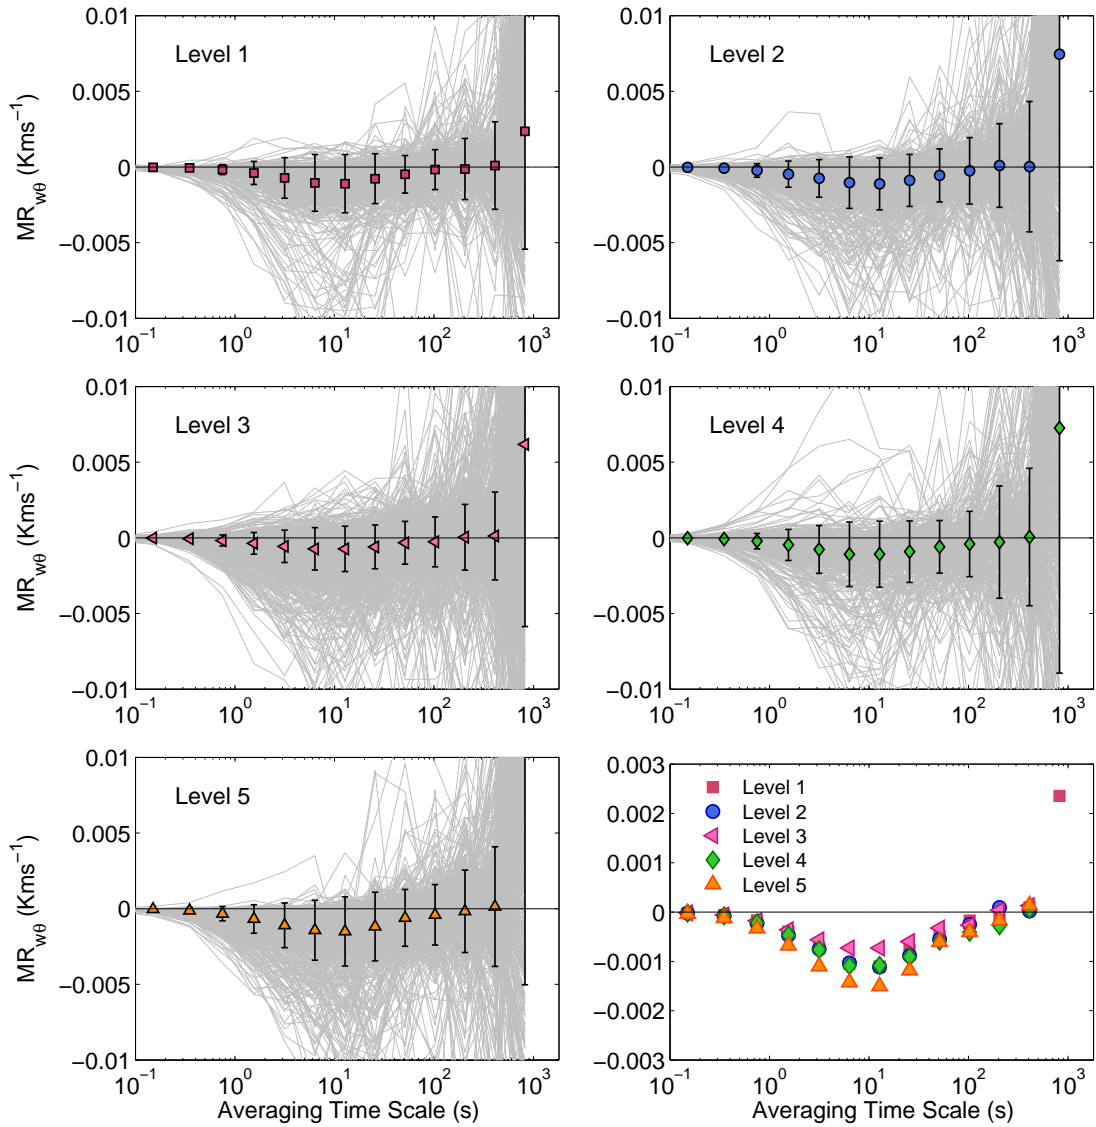 0.01
0.005
0
−0.005
−0.01
MR_wθ (Kms⁻¹)
Level 1
10⁻¹ 10⁰ 10¹ 10² 10³
0.01
0.005
0
−0.005
−0.01
Level 2
10⁻¹ 10⁰ 10¹ 10² 10³
0.01
0.005
0
−0.005
−0.01
MR_wθ (Kms⁻¹)
Level 3
10⁻¹ 10⁰ 10¹ 10² 10³
0.01
0.005
0
−0.005
−0.01
Level 4
10⁻¹ 10⁰ 10¹ 10² 10³
0.01
0.005
0
−0.005
−0.01
MR_wθ (Kms⁻¹)
Level 5
10⁻¹ 10⁰ 10¹ 10² 10³
Averaging Time Scale (s)
0.003
0.002
0.001
0
−0.001
−0.002
−0.003
Level 1
Level 2
Level 3
Level 4
Level 5
10⁻¹ 10⁰ 10¹ 10² 10³
Averaging Time Scale (s)